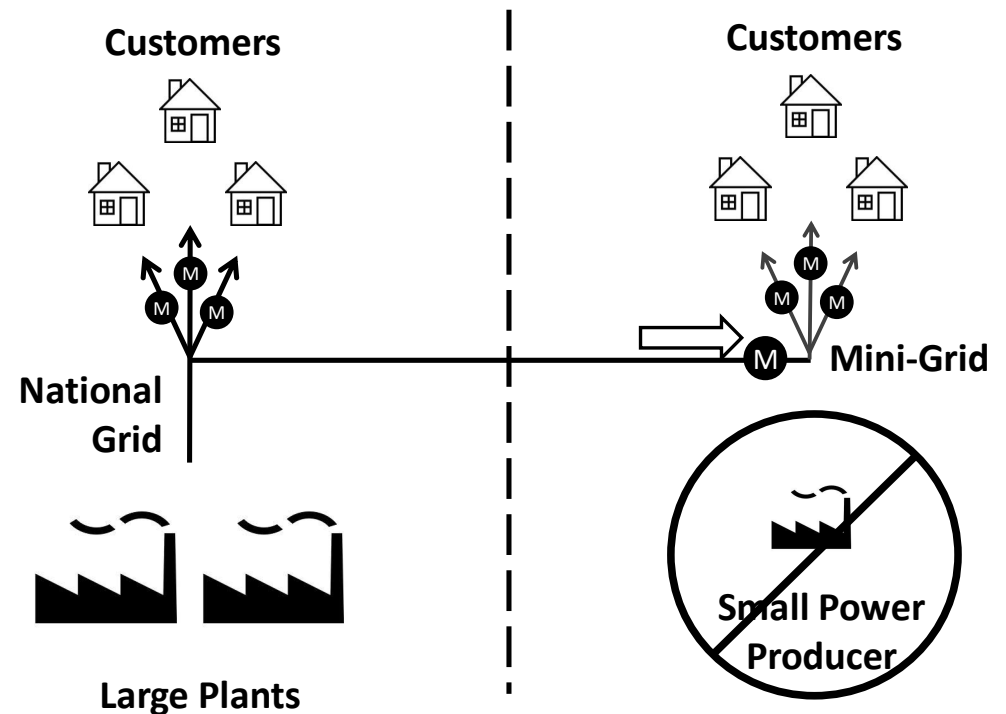 Customers
M
M
M
National
Grid
Large Plants
Customers
M
M
M
M
Mini-Grid
Small Power
Producer